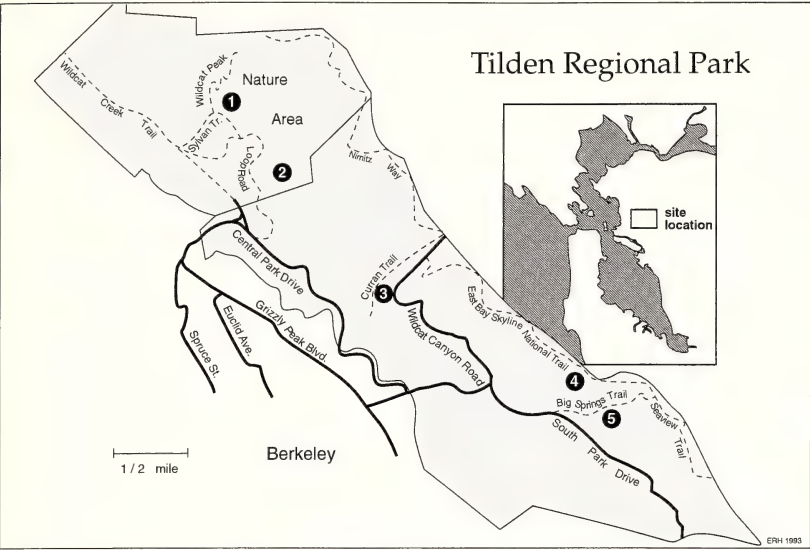 Tilden Regional Park
Wildcat Creek Trail
Wildcat Peak
Nature
Area
1
Sylvan Tr.
Loop Road
2
Nimitz Way
site
location
Central Park Drive
Curran Trail
3
Grizzly Peak Blvd.
Euclid Ave.
Spruce St.
Wildcat Canyon Road
East Bay Skyline National Trail
4
Big Springs Trail
5
Seaview Trail
South Park Drive
Berkeley
1/2 mile
ERH 1993